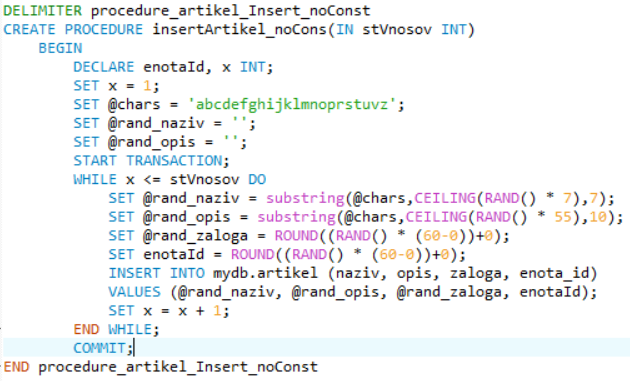 DELIMITER procedure_artikel_Insert_noConst
CREATE PROCEDURE insertArtikel_noCons(IN stVnosov INT)
BEGIN
DECLARE enotaId, x INT;
SET x = 1;
SET @chars = 'abcdefghijklmnoprstuvz';
SET @rand_naziv = '';
SET @rand_opis = '';
START TRANSACTION;
WHILE x <= stVnosov DO
SET @rand_naziv = substring(@chars,CEILING(RAND() * 7),7);
SET @rand_opis = substring(@chars,CEILING(RAND() * 55),10);
SET @rand_zaloga = ROUND((RAND() * (60-0))+0);
SET enotaId = ROUND((RAND() * (60-0))+0);
INSERT INTO mydb.artikel (naziv, opis, zaloga, enota_id)
VALUES (@rand_naziv, @rand_opis, @rand_zaloga, enotaId);
SET x = x + 1;
END WHILE;
COMMIT;
END procedure_artikel_Insert_noConst